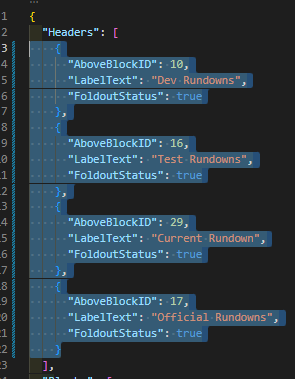 1 {
2 "Headers": [
3 {
4 "AboveBlockID": 10,
5 "LabelText": "Dev Rundowns",
6 "FoldoutStatus": true
7 },
8 {
9 "AboveBlockID": 16,
10 "LabelText": "Test Rundowns",
11 "FoldoutStatus": true
12 },
13 {
14 "AboveBlockID": 29,
15 "LabelText": "Current Rundown",
16 "FoldoutStatus": true
17 },
18 {
19 "AboveBlockID": 17,
20 "LabelText": "Official Rundowns",
21 "FoldoutStatus": true
22 }
23 ],